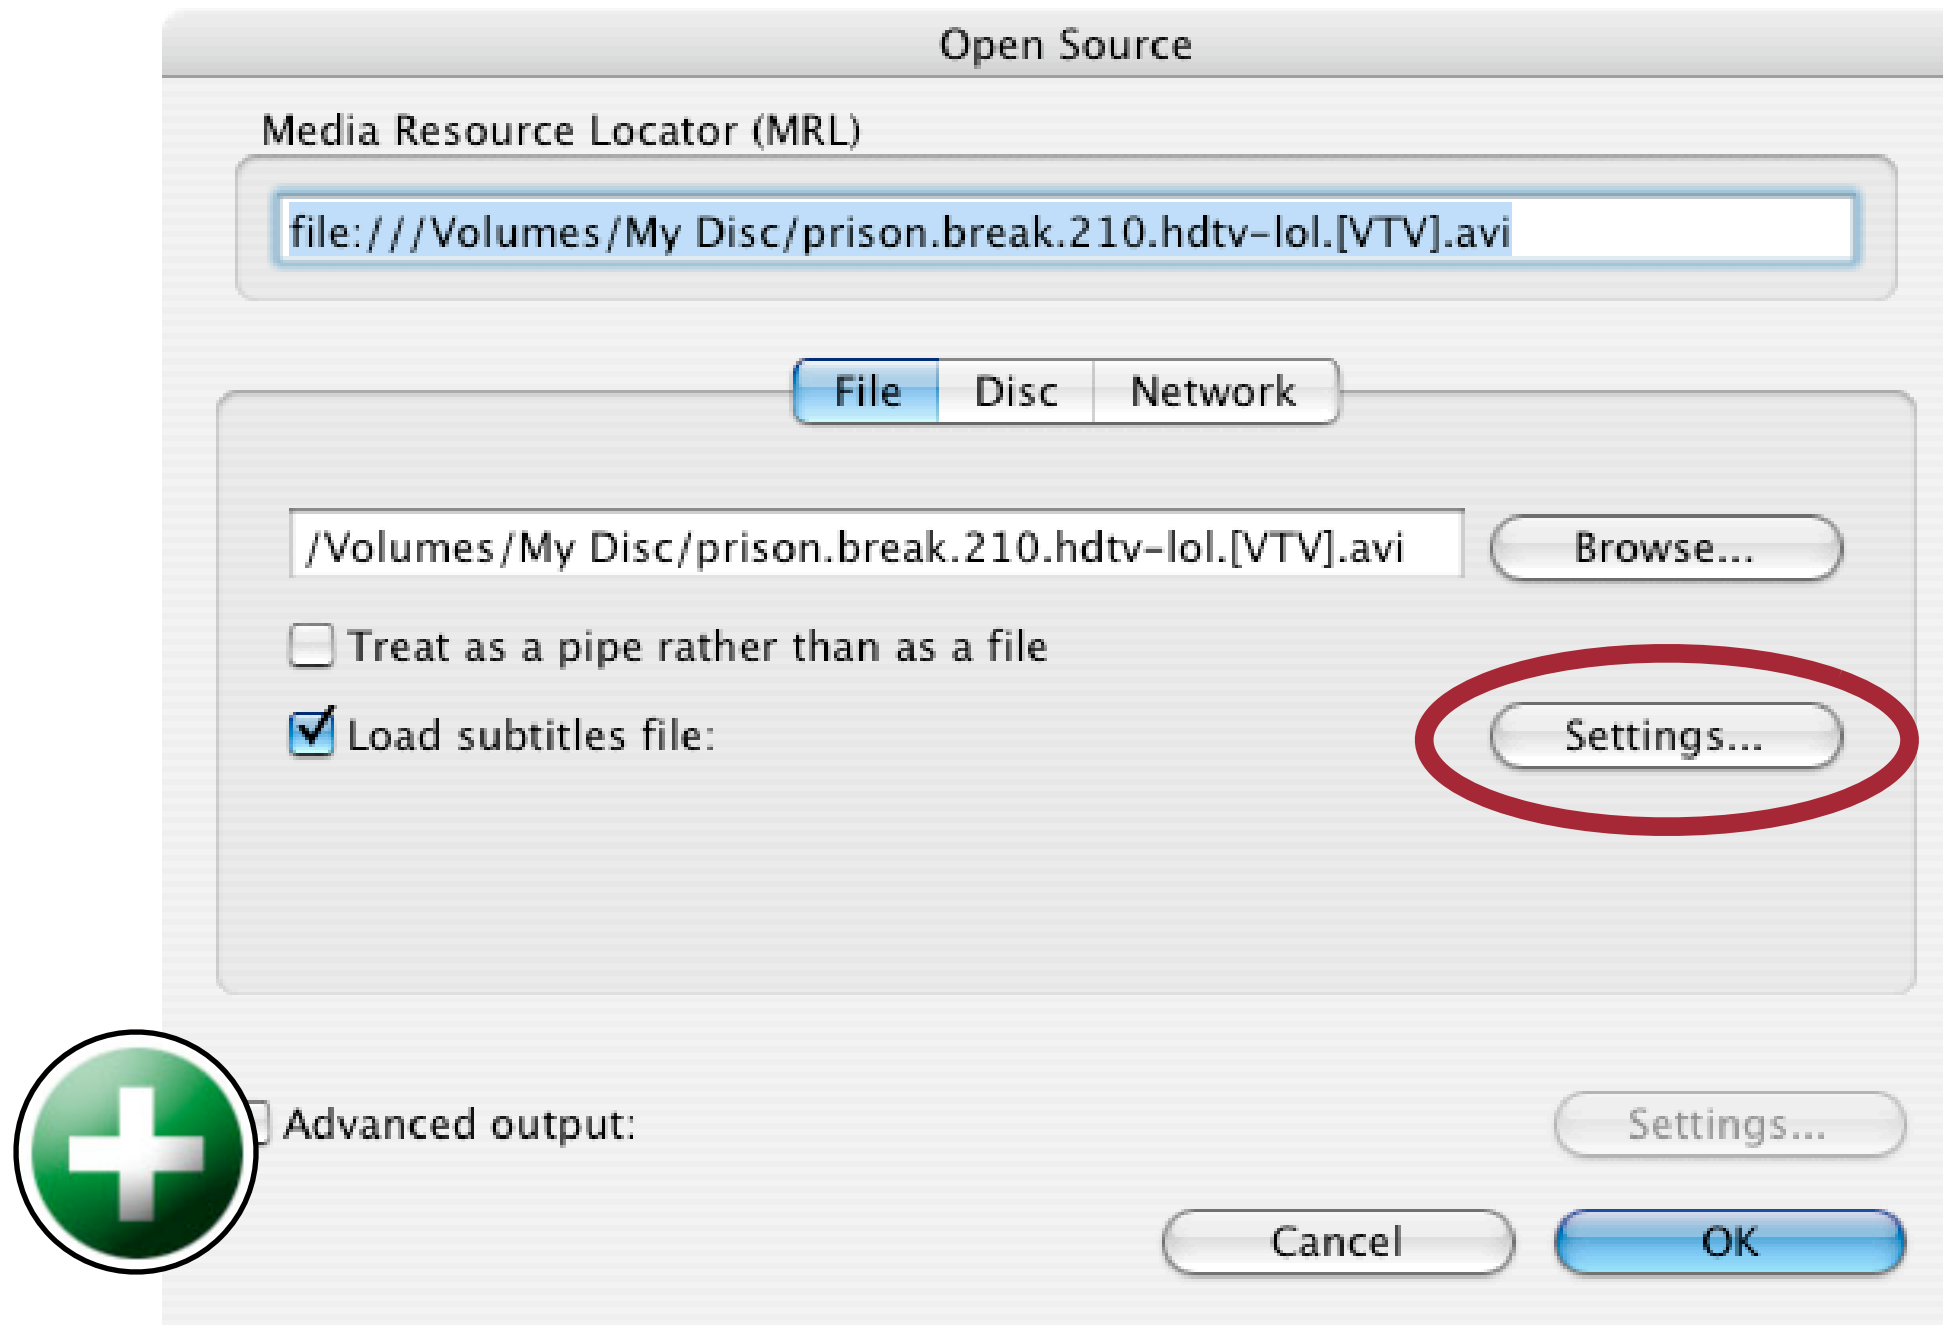 Open Source
Media Resource Locator (MRL)
file:///Volumes/My Disc/prison.break.210.hdtv-lol.[VTV].avi
File Disc Network
/Volumes/My Disc/prison.break.210.hdtv-lol.[VTV].avi Browse...
Treat as a pipe rather than as a file
Load subtitles file: Settings...
Advanced output: Settings...
Cancel OK